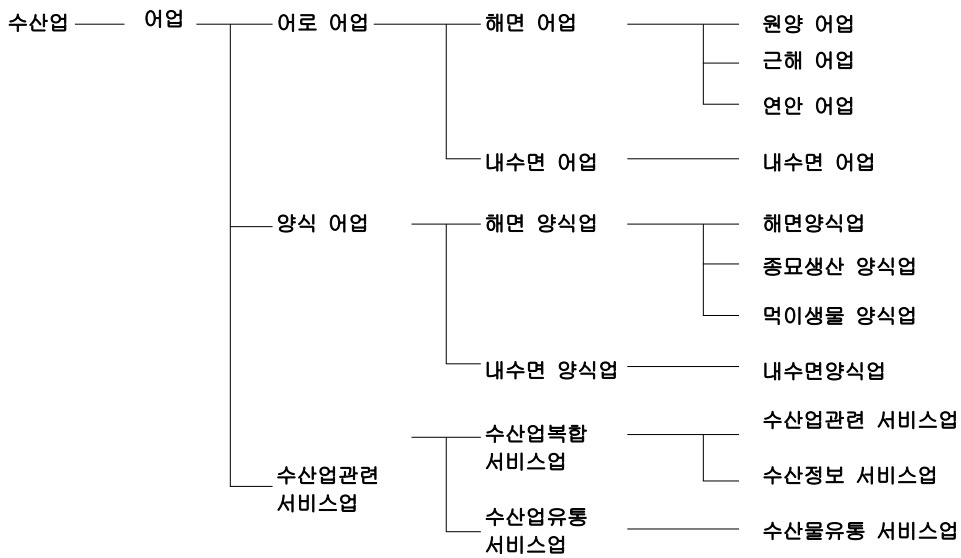 수산업
어업
어로 어업
해면 어업
원양 어업
근해 어업
연안 어업
내수면 어업
내수면 어업
양식 어업
해면 양식업
해면양식업
종묘생산 양식업
먹이생물 양식업
내수면 양식업
내수면양식업
수산업관련
서비스업
수산업복합
서비스업
수산업관련 서비스업
수산정보 서비스업
수산업유통
서비스업
수산물유통 서비스업